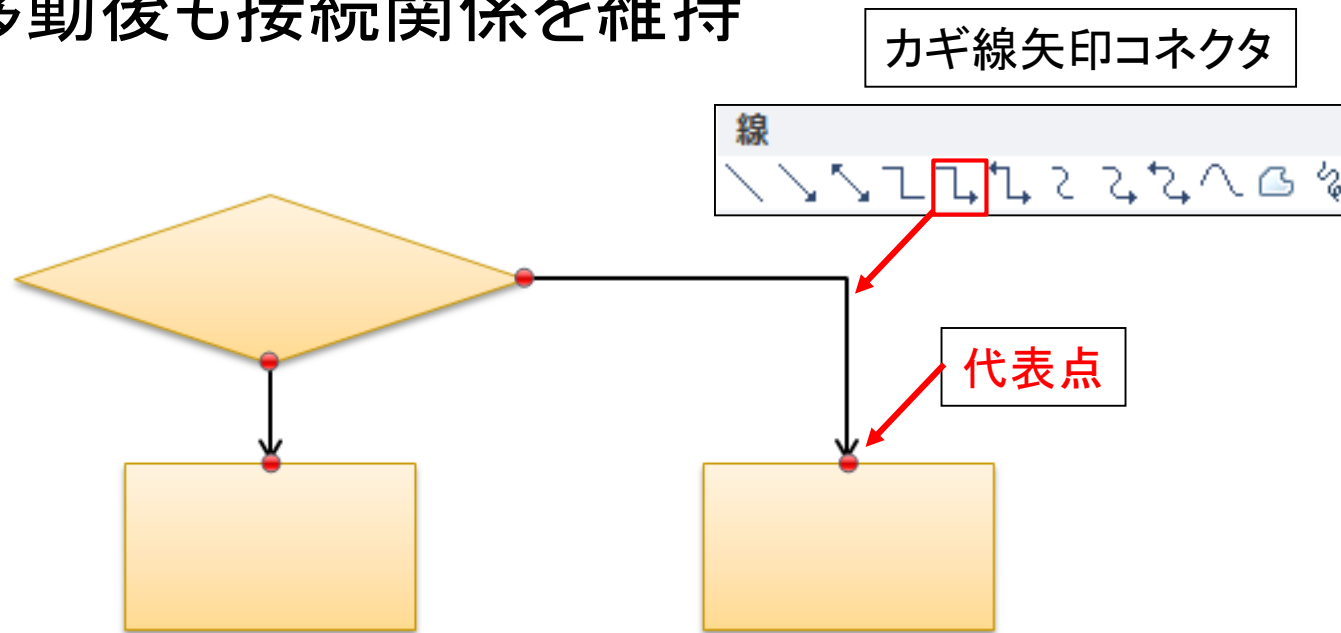 移動後も接続関係を維持
カギ線矢印コネクタ
線
代表点